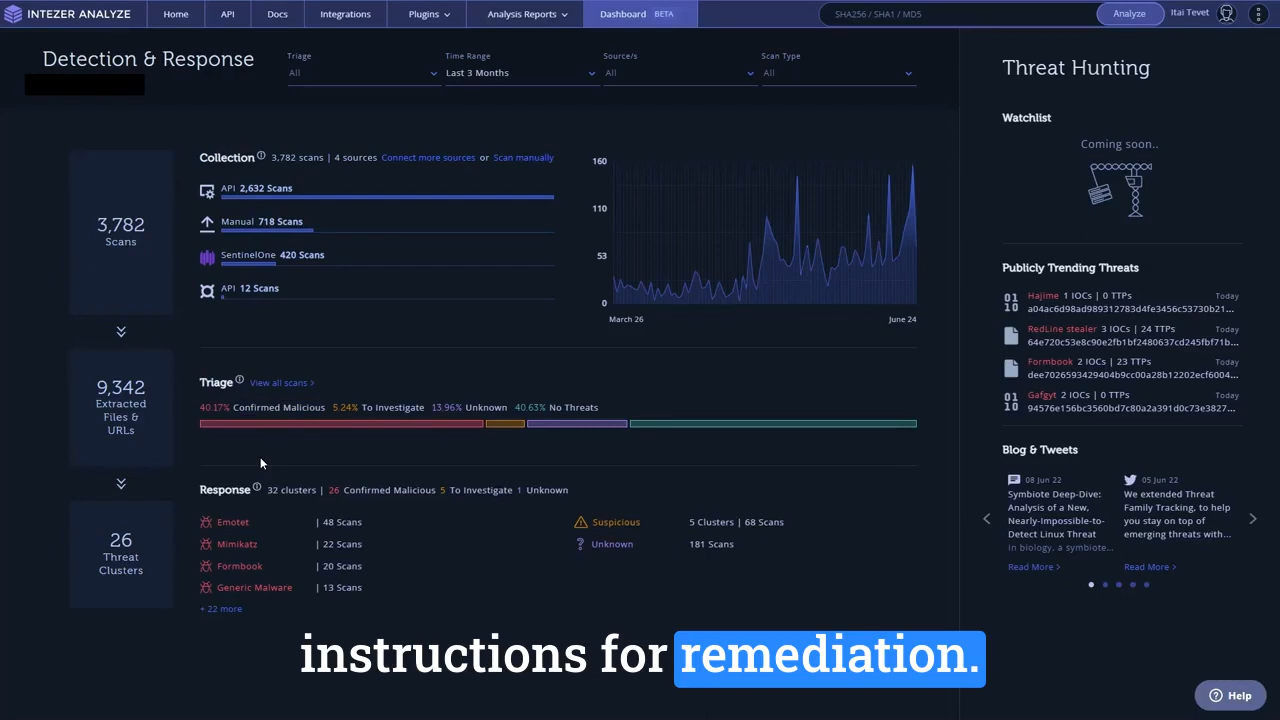 INTEZER ANALYZE
Home
API
Docs
Integrations
Plugins
Analysis Reports
Dashboard BETA
SHA256 / SHA1 / MD5
Analyze
Itai Tevet
Detection & Response
Triage
All
Time Range
Last 3 Months
Source/s
All
Scan Type
All
3,782
Scans
9,342
Extracted
Files &
URLs
26
Threat
Clusters
Collection 3,782 scans | 4 sources Connect more sources or Scan manually
API 2,632 Scans
Manual 718 Scans
SentinelOne 420 Scans
API 12 Scans
160
110
53
0
March 26
June 24
Triage View all scans >
40.17% Confirmed Malicious 5.24% To Investigate 13.96% Unknown 40.63% No Threats
Response 32 clusters | 26 Confirmed Malicious 5 To Investigate 1 Unknown
Emotet | 48 Scans
Mimikatz | 22 Scans
Formbook | 20 Scans
Generic Malware | 13 Scans
+ 22 more
Suspicious 5 Clusters | 68 Scans
Unknown 181 Scans
Threat Hunting
Watchlist
Coming soon..
Publicly Trending Threats
Hajime 1 IOCs | 0 TTPs Today
a04ac6d98ad989312783d4fe3456c53730b21...
RedLine stealer 3 IOCs | 24 TTPs Today
64e720c53e8c90e2fb1bf2480637cd245fbf71b...
Formbook 2 IOCs | 23 TTPs Today
dee7026593429404b9cc00a28b12202ecf6004...
Gafgyt 2 IOCs | 0 TTPs Today
94576e156bc3560bd7c80a2a391d0c73e3827...
Blog & Tweets
08 Jun 22
Symbiote Deep-Dive:
Analysis of a New,
Nearly-Impossible-to-
Detect Linux Threat
in biology, a symbiote...
Read More >
05 Jun 22
We extended Threat
Family Tracking, to help
you stay on top of
emerging threats with...
Read More >
instructions for remediation.
Help